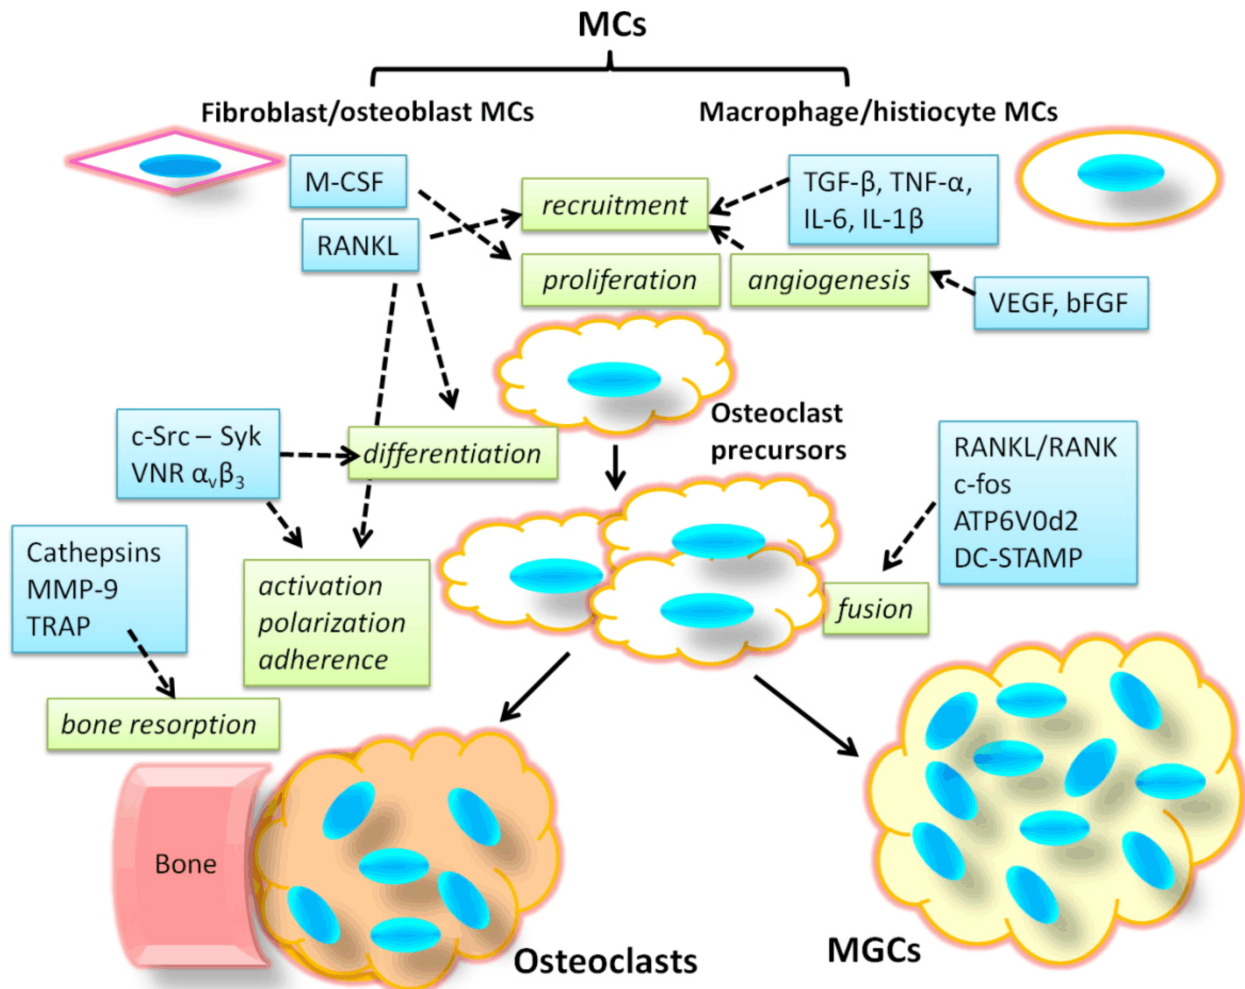 MCs
Fibroblast/osteoblast MCs
Macrophage/histiocyte MCs
M-CSF
RANKL
recruitment
TGF-β, TNF-α,
IL-6, IL-1β
proliferation
angiogenesis
VEGF, bFGF
Osteoclast
precursors
c-Src – Syk
VNR αᵥβ₃
differentiation
RANKL/RANK
c-fos
ATP6V0d2
DC-STAMP
Cathepsins
MMP-9
TRAP
activation
polarization
adherence
fusion
bone resorption
Bone
Osteoclasts
MGCs